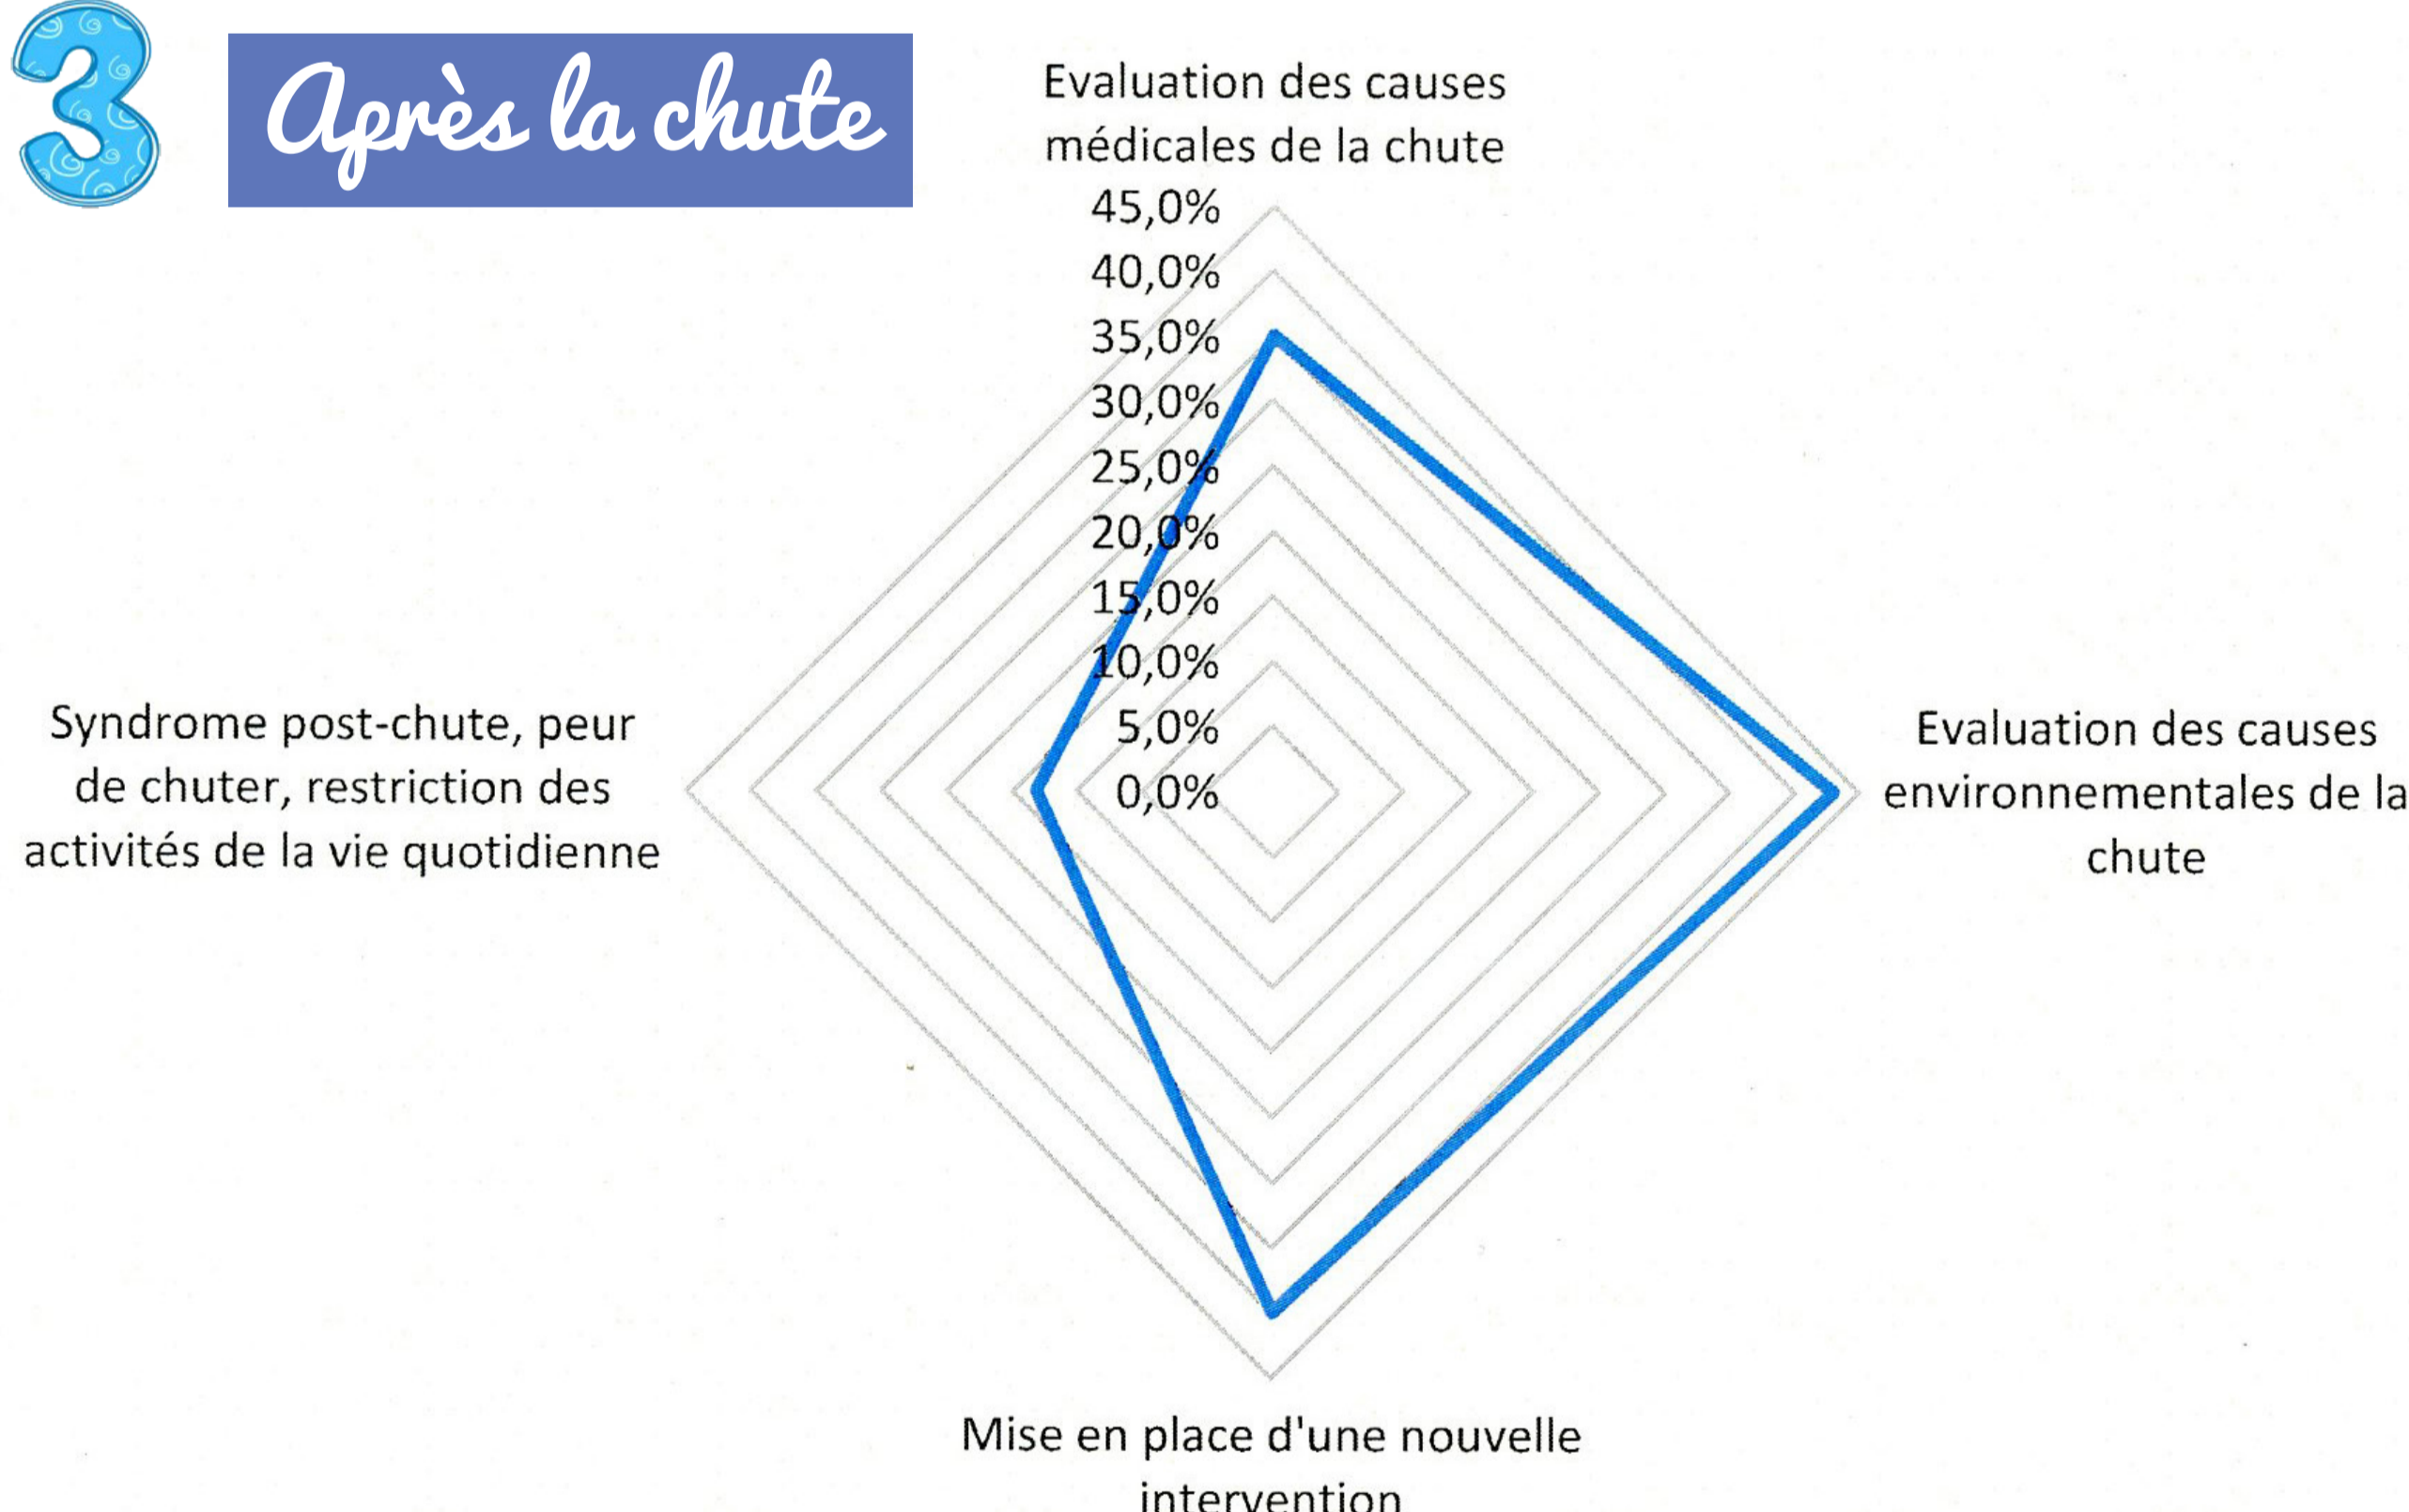 3
Après la chute
Evaluation des causes
médicales de la chute
45,0%
40,0%
35,0%
30,0%
25,0%
20,0%
15,0%
10,0%
5,0%
0,0%
Syndrome post-chute, peur
de chuter, restriction des
activités de la vie quotidienne
Evaluation des causes
environnementales de la
chute
Mise en place d'une nouvelle
intervention